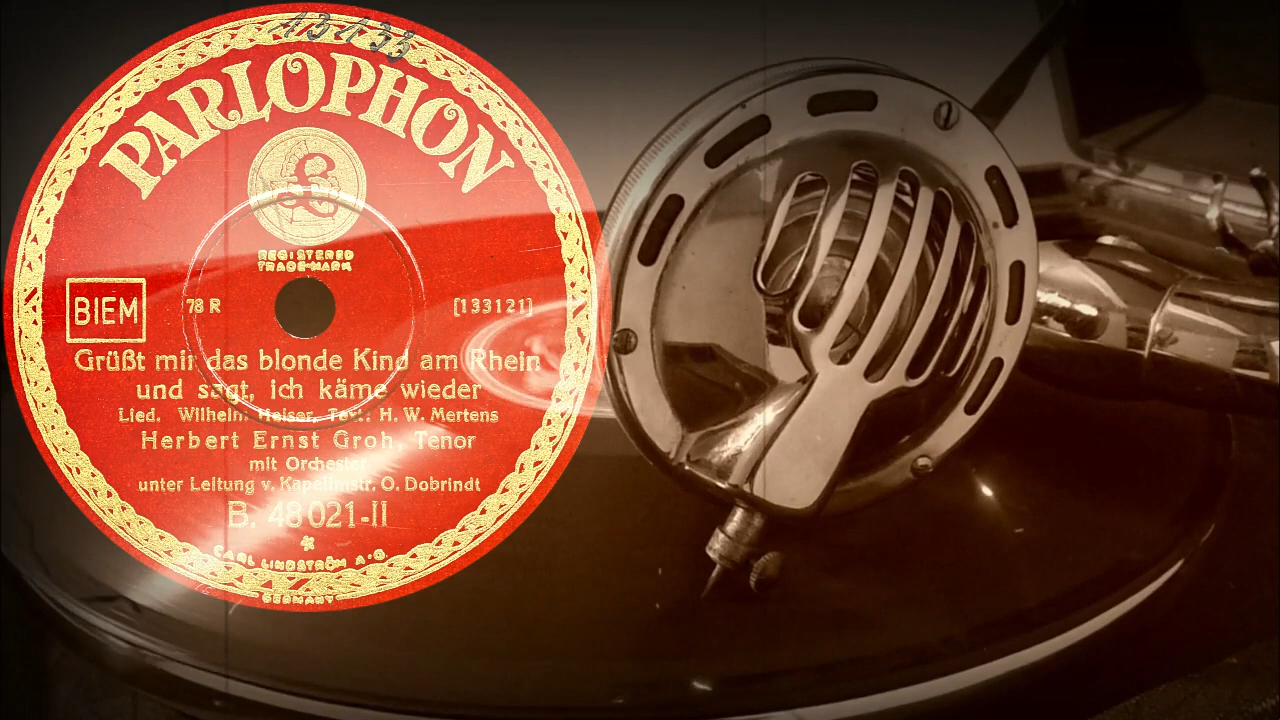 43433
PARLOPHON
£
REGISTERED
TRADE-MARK
BIEM
78 R
[133121]
Grüßt mir das blonde Kind am Rhein
und sagt, ich käme wieder
Lied. Wilhelm Heiser, Text: H. W. Mertens
Herbert Ernst Groh, Tenor
mit Orchester
unter Leitung v. Kapellmstr. O. Dobrindt
B. 48021-II
CARL LINDSTRÖM A·G
GERMANY